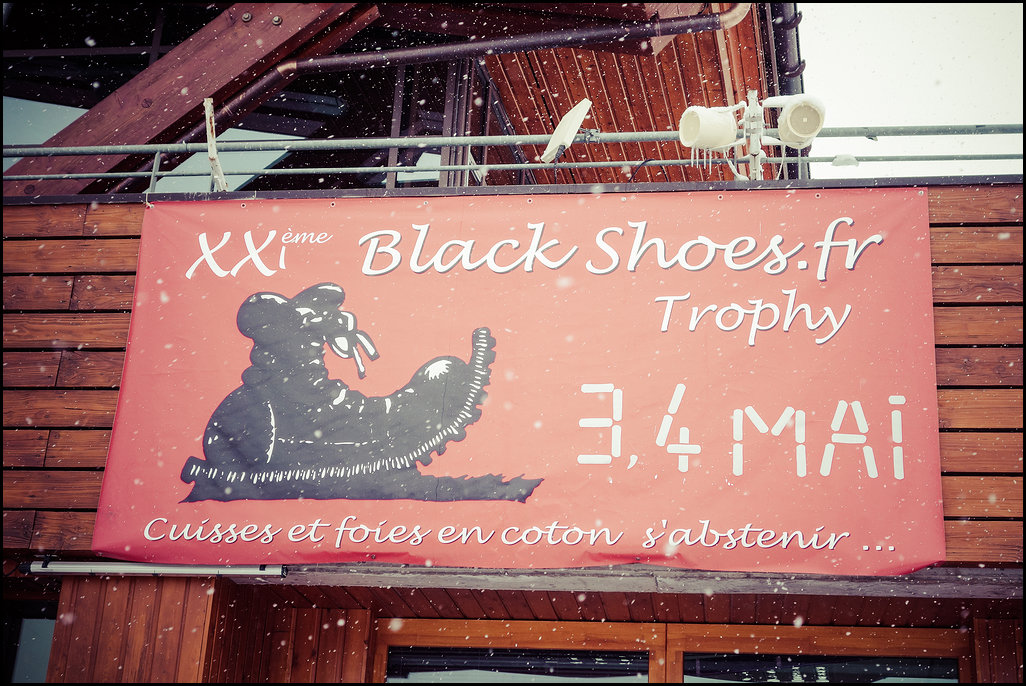 XXIème Black Shoes.fr
Trophy
3,4 MAi
Cuisses et foies en coton s'abstenir ...